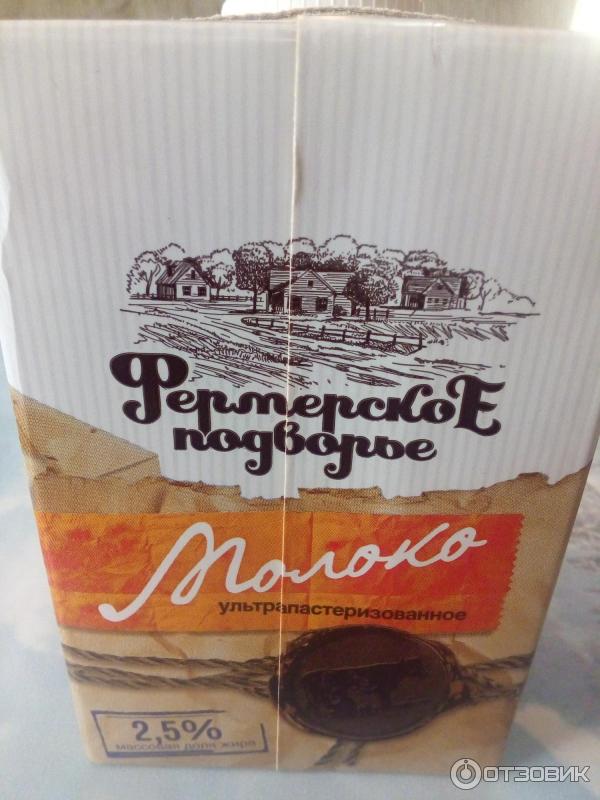 ФермерскоЕ
подворье
Молоко
ультрапастеризованное
2,5%
массовая доля жира
ОТЗОВИК